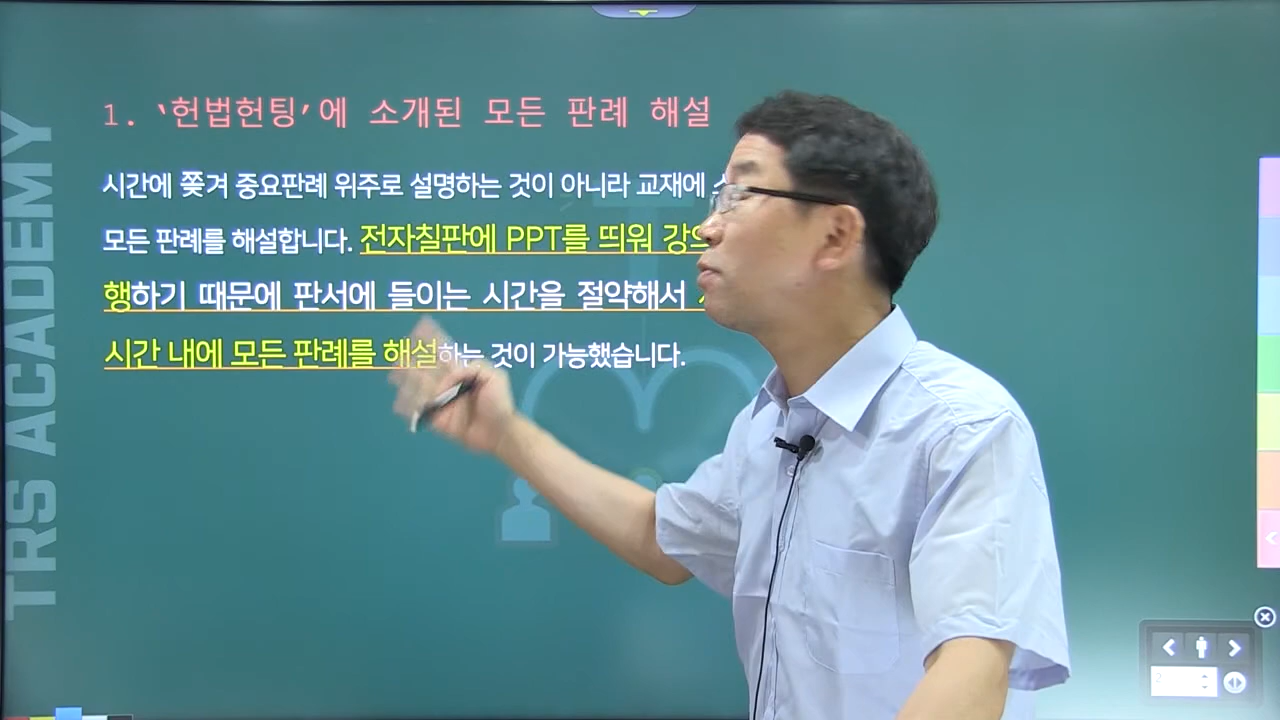 TRS ACADEMY
1. ‘헌법헌팅’에 소개된 모든 판례 해설
시간에 쫓겨 중요판례 위주로 설명하는 것이 아니라 교재에
모든 판례를 해설합니다. 전자칠판에 PPT를 띄워
행하기 때문에 판서에 들이는 시간을 절약해서
시간 내에 모든 판례를 해설하는 것이 가능했습니다.
2